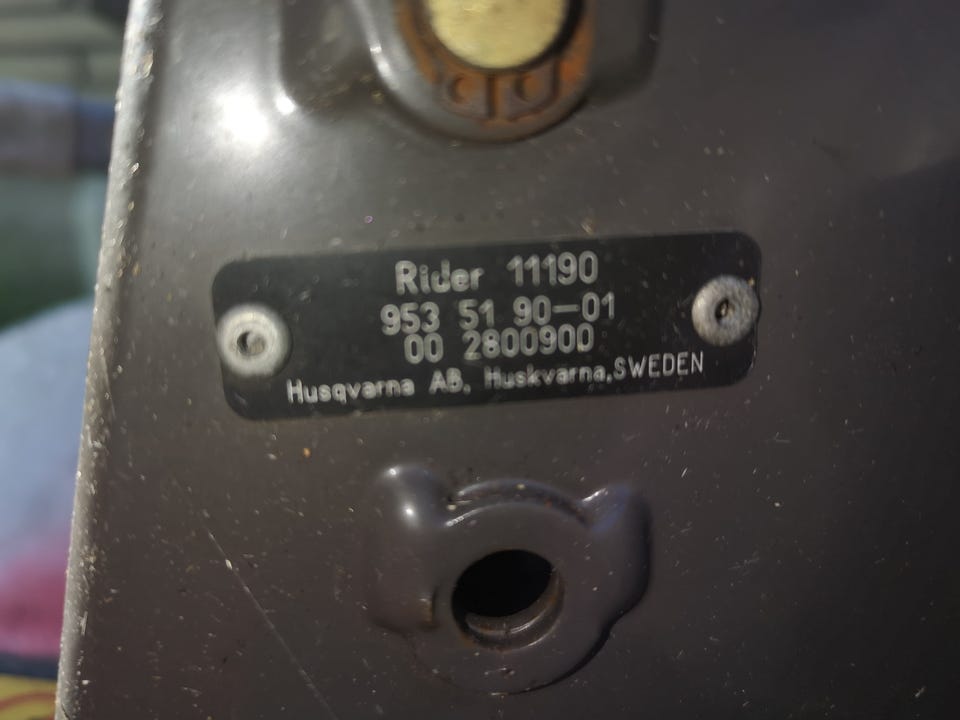 Rider 11190
953 51 90-01
00 2800900
Husqvarna AB, Huskvarna,SWEDEN